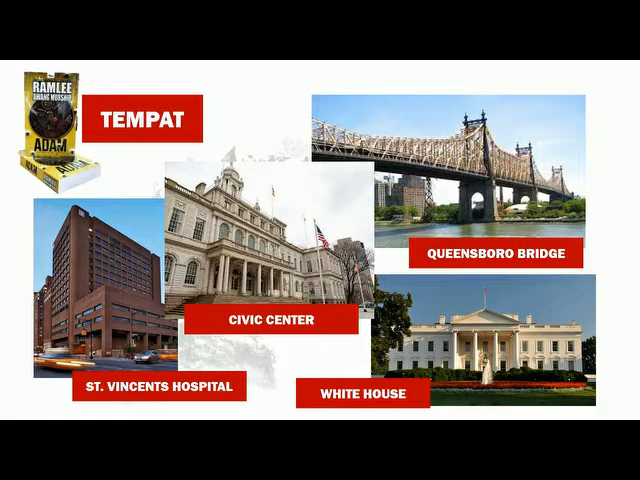 RAMLEE
AWANG MURSHID
ADAM
TEMPAT
QUEENSBORO BRIDGE
CIVIC CENTER
ST. VINCENTS HOSPITAL
WHITE HOUSE